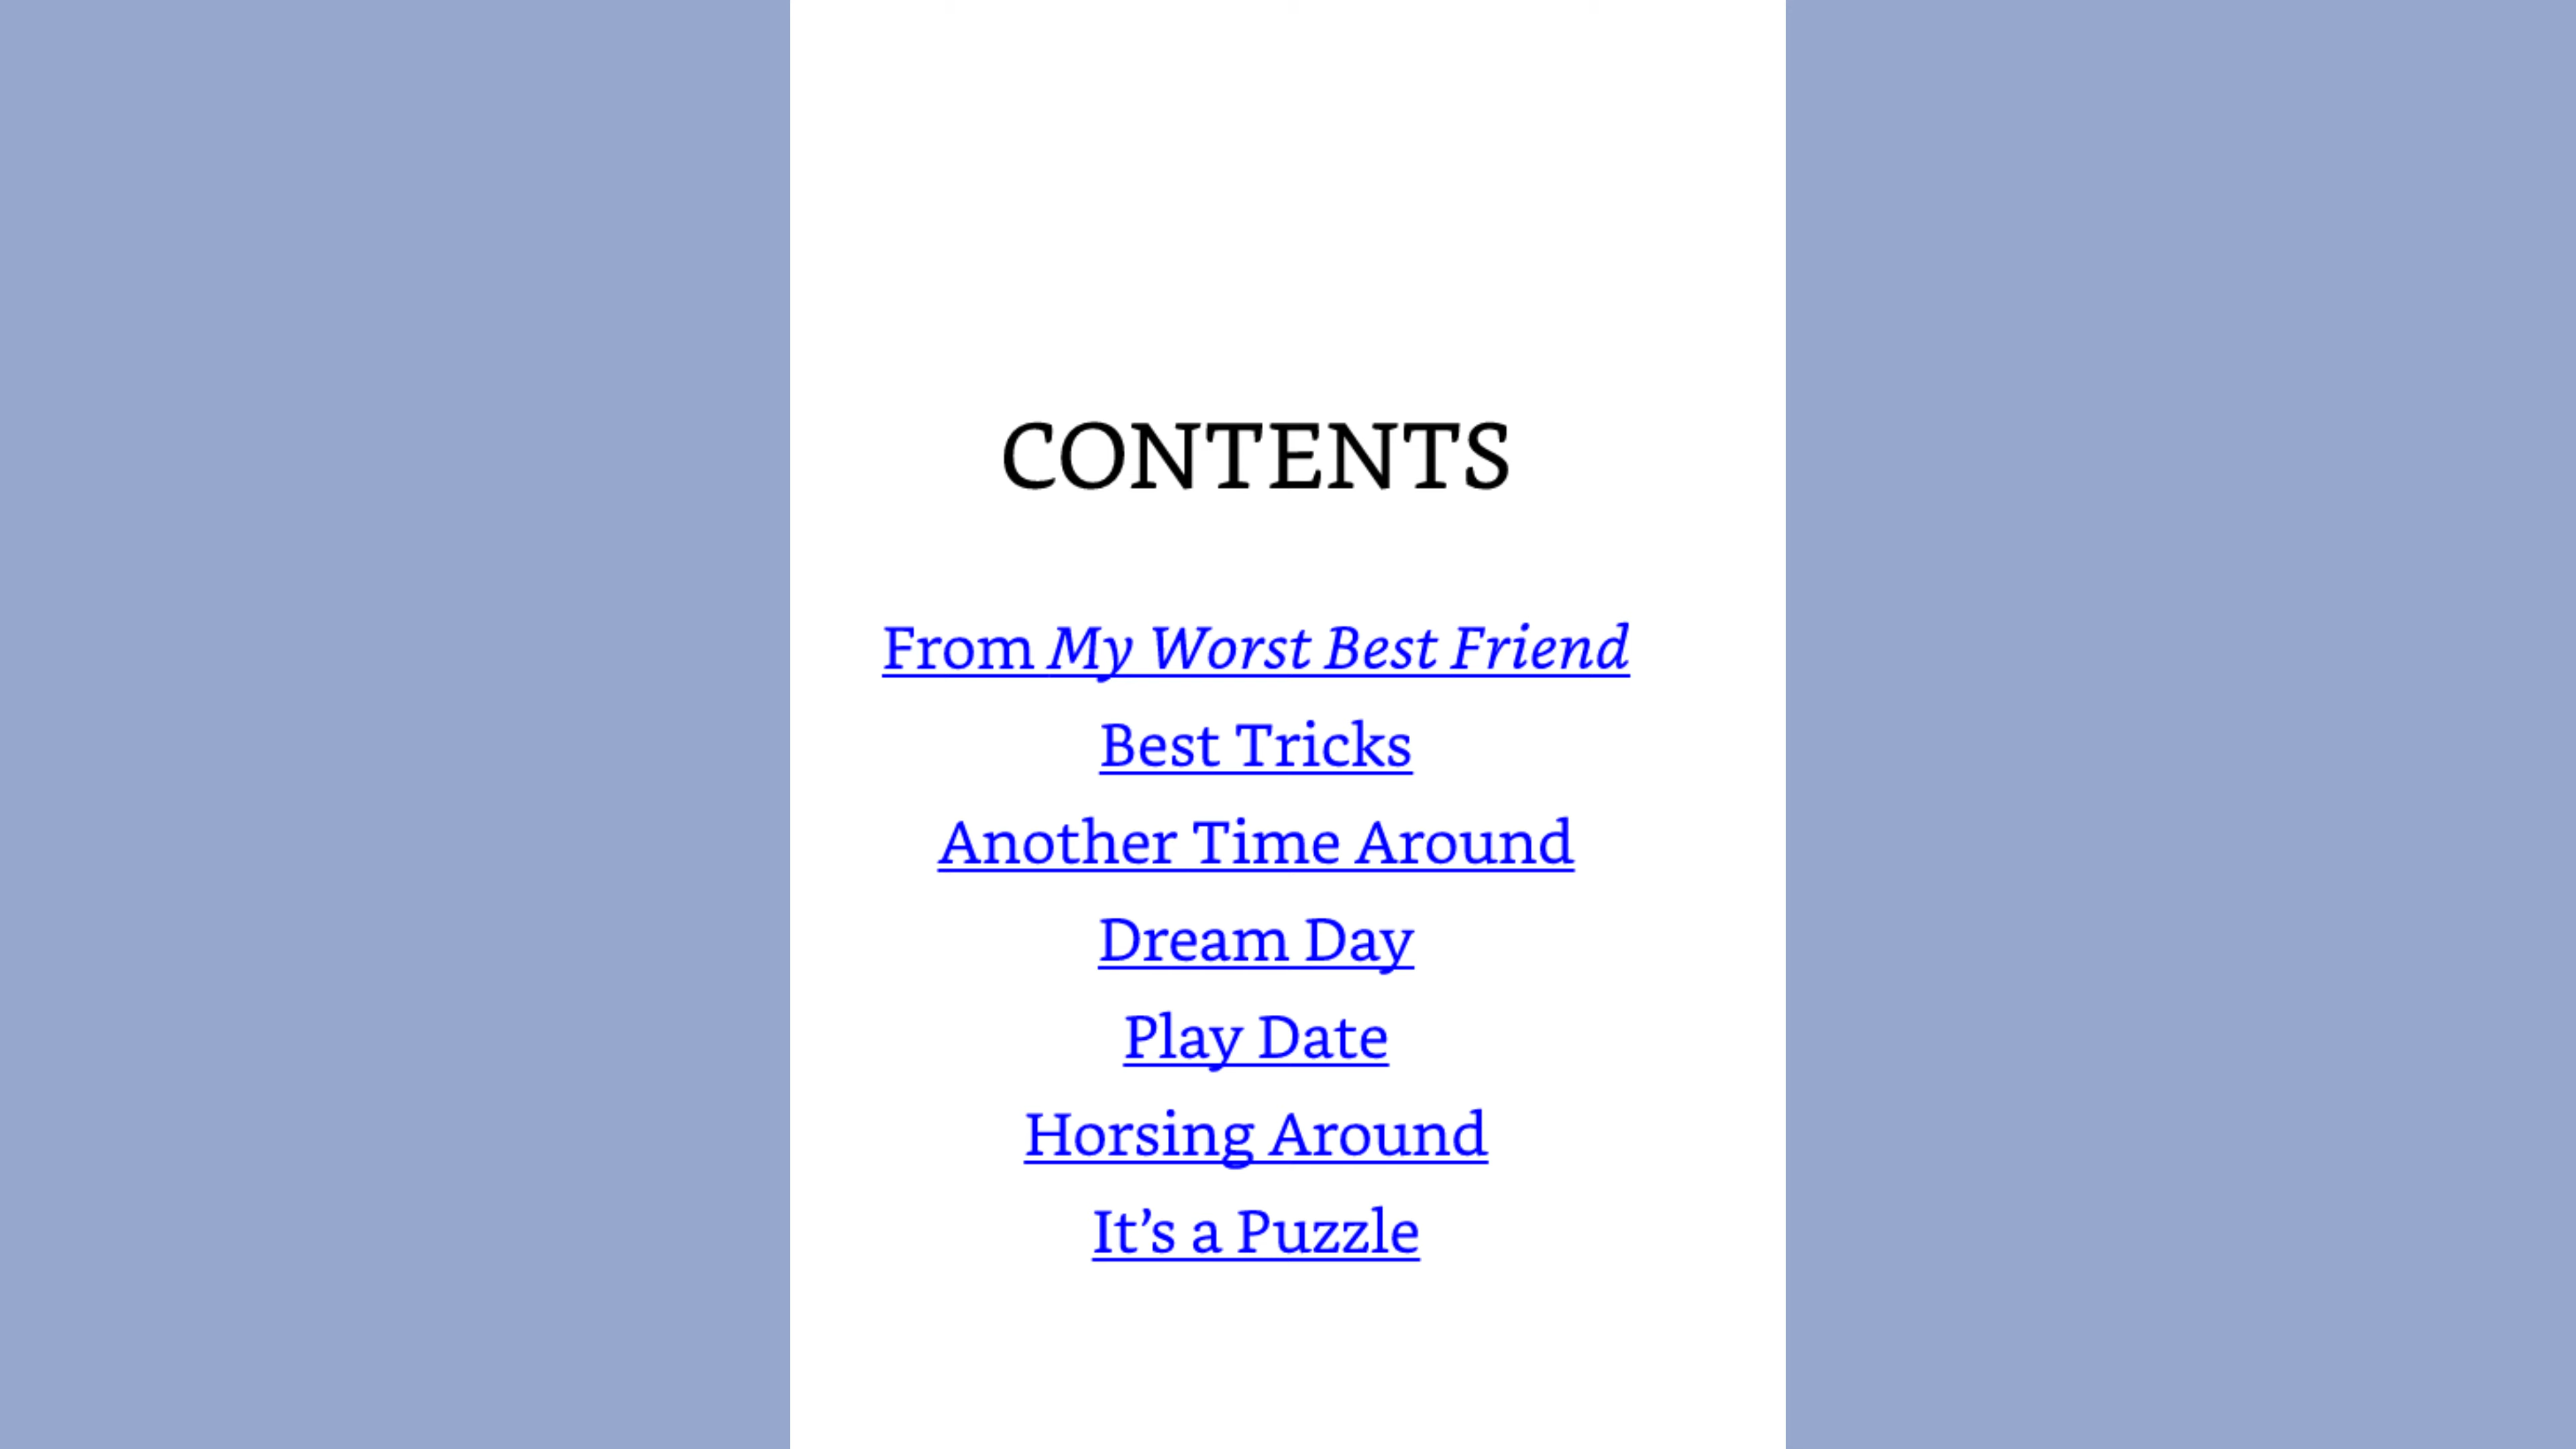 CONTENTS
From My Worst Best Friend
Best Tricks
Another Time Around
Dream Day
Play Date
Horsing Around
It’s a Puzzle